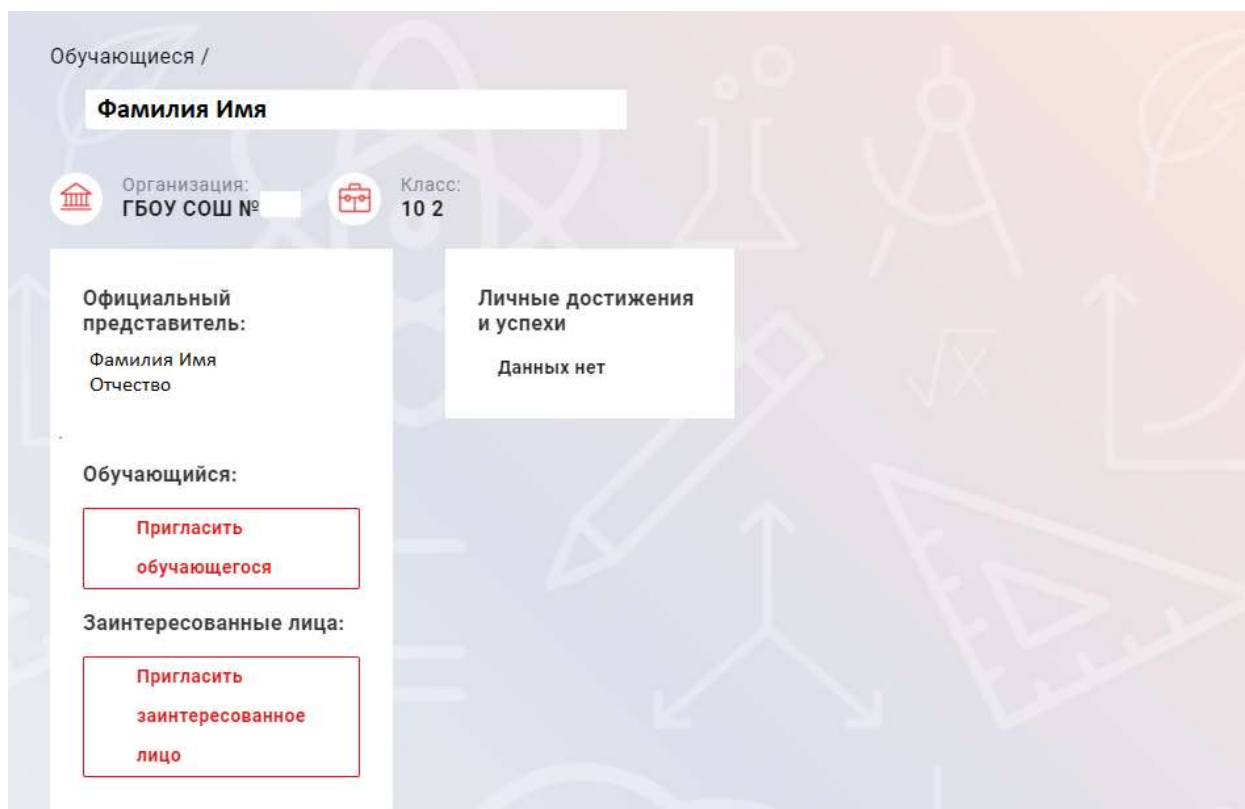 Обучающиеся /
Фамилия Имя
Организация:
ГБОУ СОШ №
Класс:
10 2
Официальный
представитель:
Фамилия Имя
Отчество
Личные достижения
и успехи
Данных нет
Обучающийся:
Пригласить
обучающегося
Заинтересованные лица:
Пригласить
заинтересованное
лицо
√x